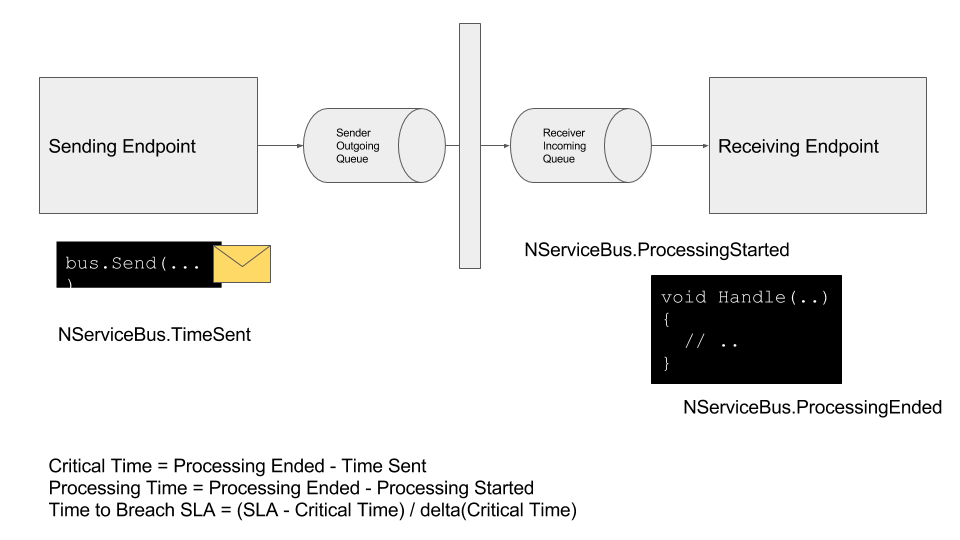 Sending Endpoint
Sender
Outgoing
Queue
Receiver
Incoming
Queue
Receiving Endpoint
bus.Send(...
)
NServiceBus.TimeSent
NServiceBus.ProcessingStarted
void Handle(..)
{
// ..
}
NServiceBus.ProcessingEnded
Critical Time = Processing Ended - Time Sent
Processing Time = Processing Ended - Processing Started
Time to Breach SLA = (SLA - Critical Time) / delta(Critical Time)